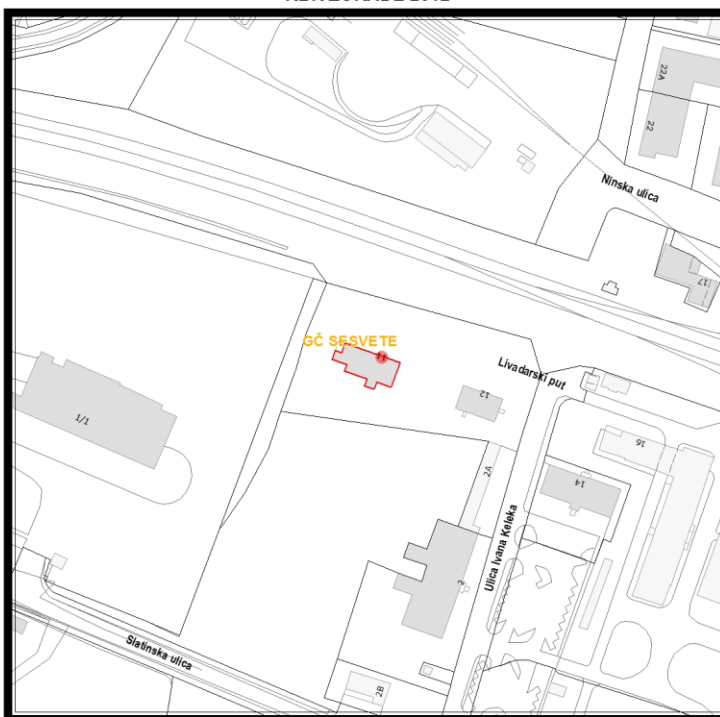 22A
22
Ninska ulica
17
GČ SESVETE
11
Livadarski put
12
1/1
16
2A
14
Ulica Ivana Keleka
2
Slatinska ulica
2B